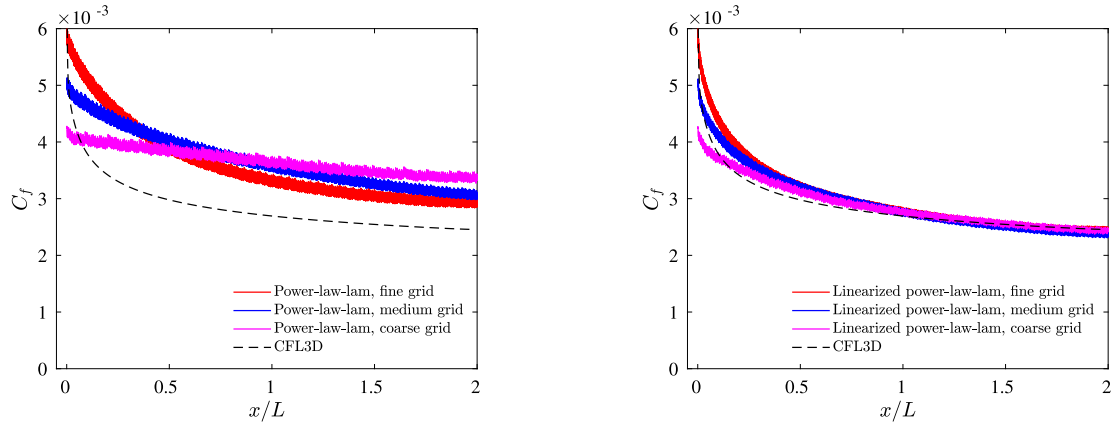 ×10 -3
6
5
4
3
2
1
0
C_f
Power-law-lam, fine grid
Power-law-lam, medium grid
Power-law-lam, coarse grid
CFL3D
0 0.5 1 1.5 2
x/L
×10 -3
6
5
4
3
2
1
0
C_f
Linearized power-law-lam, fine grid
Linearized power-law-lam, medium grid
Linearized power-law-lam, coarse grid
CFL3D
0 0.5 1 1.5 2
x/L